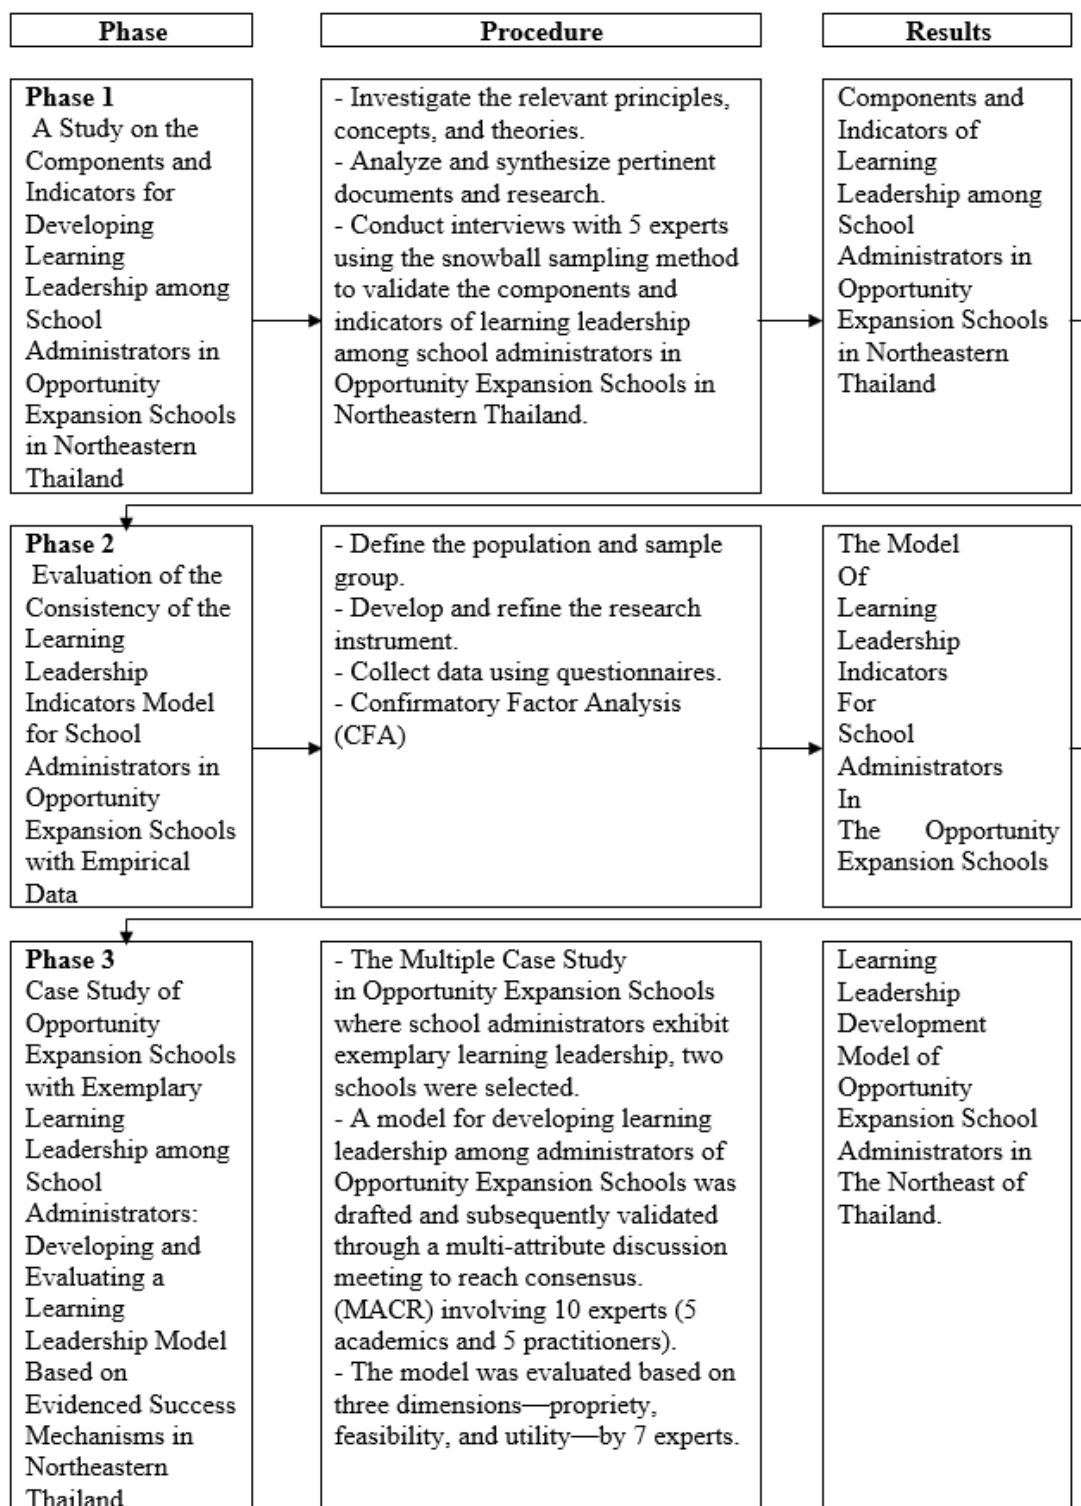 Phase
Procedure
Results
Phase 1
A Study on the
Components and
Indicators for
Developing
Learning
Leadership among
School
Administrators in
Opportunity
Expansion Schools
in Northeastern
Thailand
- Investigate the relevant principles,
concepts, and theories.
- Analyze and synthesize pertinent
documents and research.
- Conduct interviews with 5 experts
using the snowball sampling method
to validate the components and
indicators of learning leadership
among school administrators in
Opportunity Expansion Schools in
Northeastern Thailand.
Components and
Indicators of
Learning
Leadership among
School
Administrators in
Opportunity
Expansion Schools
in Northeastern
Thailand
Phase 2
Evaluation of the
Consistency of the
Learning
Leadership
Indicators Model
for School
Administrators in
Opportunity
Expansion Schools
with Empirical
Data
- Define the population and sample
group.
- Develop and refine the research
instrument.
- Collect data using questionnaires.
- Confirmatory Factor Analysis
(CFA)
The Model
Of
Learning
Leadership
Indicators
For
School
Administrators
In
The Opportunity
Expansion Schools
Phase 3
Case Study of
Opportunity
Expansion Schools
with Exemplary
Learning
Leadership among
School
Administrators:
Developing and
Evaluating a
Learning
Leadership Model
Based on
Evidenced Success
Mechanisms in
Northeastern
Thailand
- The Multiple Case Study
in Opportunity Expansion Schools
where school administrators exhibit
exemplary learning leadership, two
schools were selected.
- A model for developing learning
leadership among administrators of
Opportunity Expansion Schools was
drafted and subsequently validated
through a multi-attribute discussion
meeting to reach consensus.
(MACR) involving 10 experts (5
academics and 5 practitioners).
- The model was evaluated based on
three dimensions—propriety,
feasibility, and utility—by 7 experts.
Learning
Leadership
Development
Model of
Opportunity
Expansion School
Administrators in
The Northeast of
Thailand.